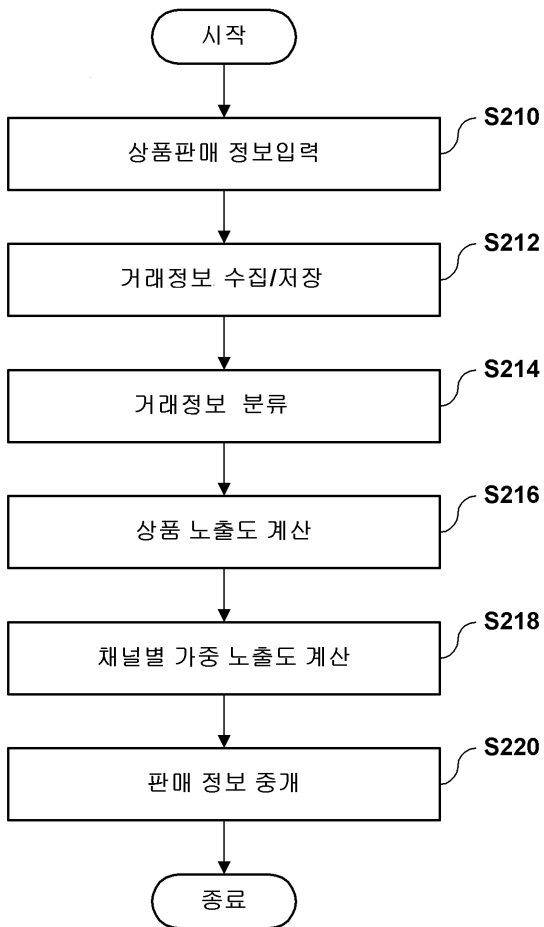 시작
S210
상품판매 정보입력
S212
거래정보 수집/저장
S214
거래정보 분류
S216
상품 노출도 계산
S218
채널별 가중 노출도 계산
S220
판매 정보 중개
종료